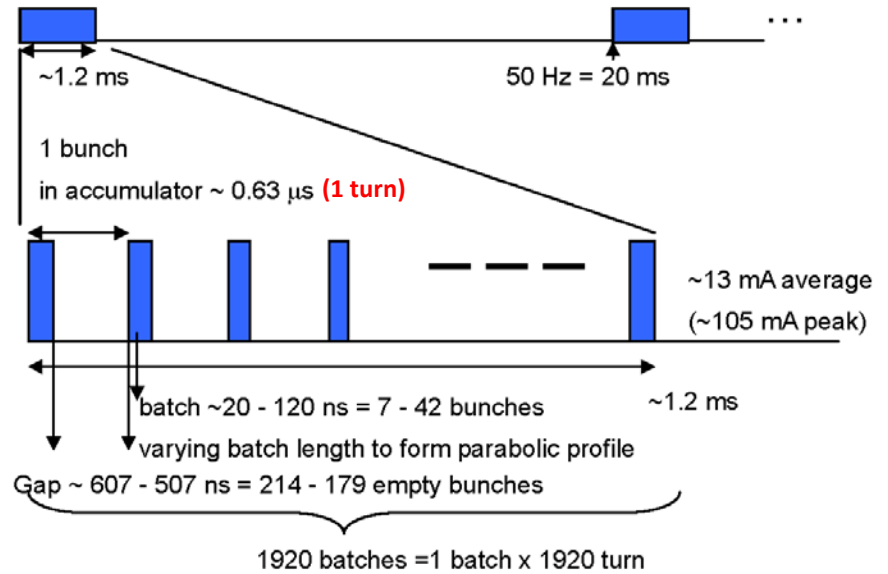 ...
~1.2 ms
50 Hz = 20 ms
1 bunch
in accumulator ~ 0.63 μs (1 turn)
~13 mA average
(~105 mA peak)
batch ~20 - 120 ns = 7 - 42 bunches
~1.2 ms
varying batch length to form parabolic profile
Gap ~ 607 - 507 ns = 214 - 179 empty bunches
1920 batches =1 batch x 1920 turn